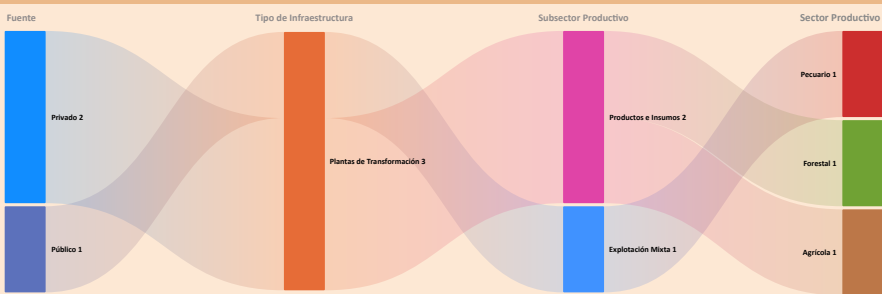 Fuente
Tipo de Infraestructura
Subsector Productivo
Sector Productivo
Privado 2
Público 1
Plantas de Transformación 3
Productos e Insumos 2
Explotación Mixta 1
Pecuario 1
Forestal 1
Agrícola 1